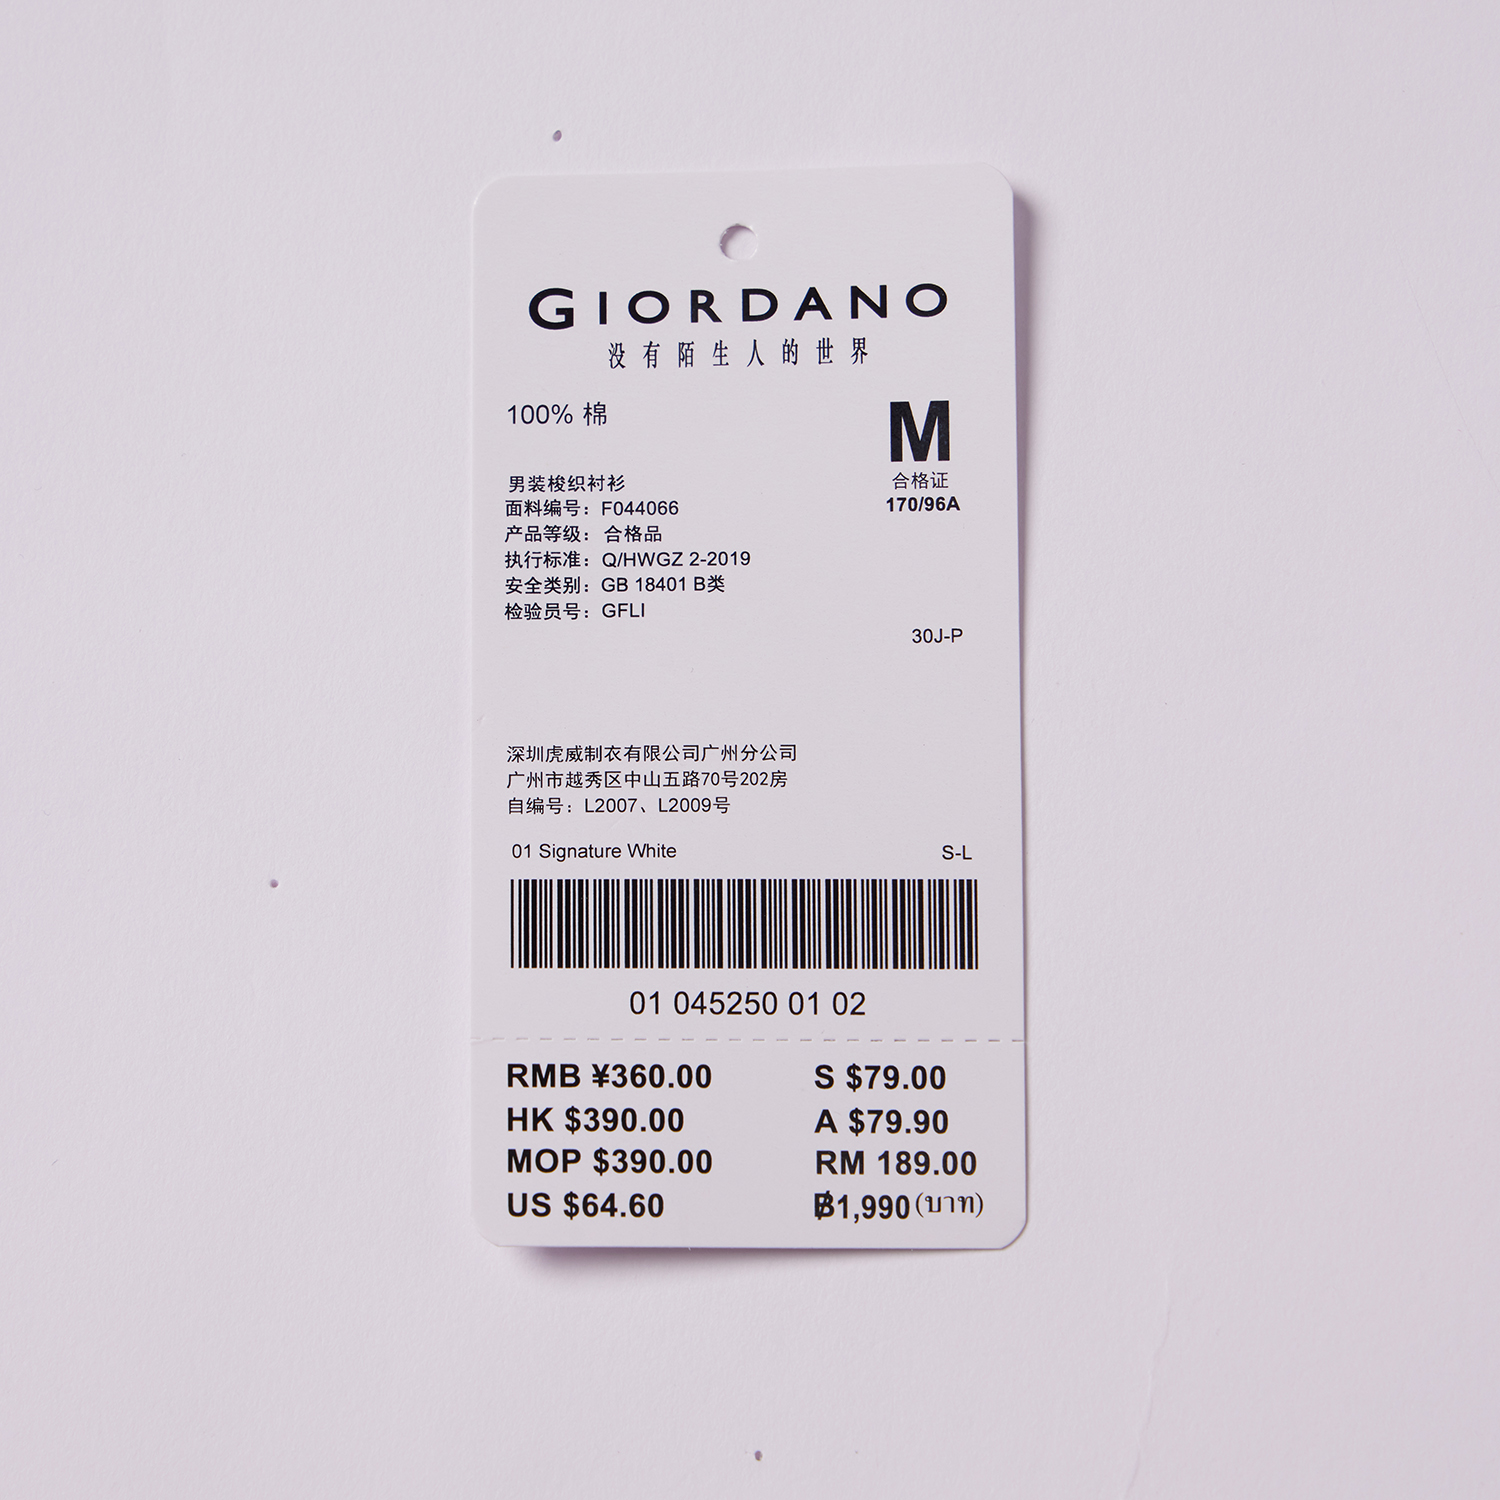 GIORDANO
没有陌生人的世界
100% 棉
M
合格证
170/96A
男装梭织衬衫
面料编号：F044066
产品等级：合格品
执行标准：Q/HWGZ 2-2019
安全类别：GB 18401 B类
检验员号：GFLI
30J-P
深圳虎威制衣有限公司广州分公司
广州市越秀区中山五路70号202房
自编号：L2007、L2009号
01 Signature White S-L
01 045250 01 02
RMB ¥360.00 S $79.00
HK $390.00 A $79.90
MOP $390.00 RM 189.00
US $64.60 ฿1,990(บาท)